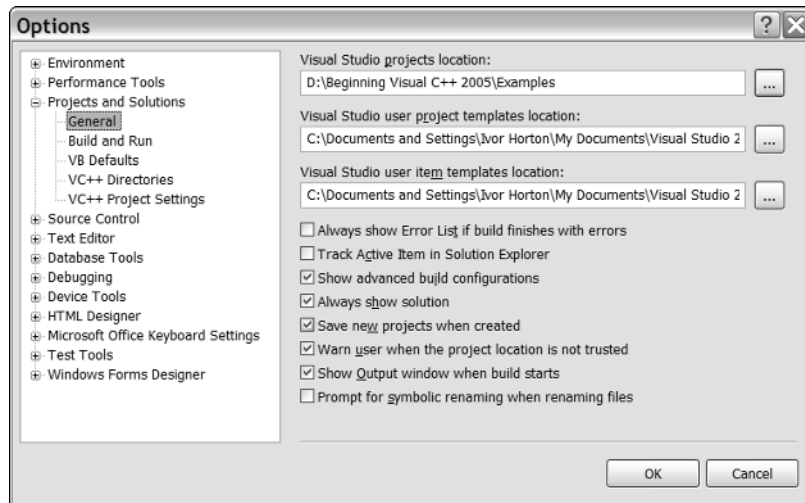 Options
Environment
Performance Tools
Projects and Solutions
General
Build and Run
VB Defaults
VC++ Directories
VC++ Project Settings
Source Control
Text Editor
Database Tools
Debugging
Device Tools
HTML Designer
Microsoft Office Keyboard Settings
Test Tools
Windows Forms Designer
Visual Studio projects location:
D:\Beginning Visual C++ 2005\Examples
...
Visual Studio user project templates location:
C:\Documents and Settings\Ivor Horton\My Documents\Visual Studio 2
...
Visual Studio user item templates location:
C:\Documents and Settings\Ivor Horton\My Documents\Visual Studio 2
...
Always show Error List if build finishes with errors
Track Active Item in Solution Explorer
Show advanced build configurations
Always show solution
Save new projects when created
Warn user when the project location is not trusted
Show Output window when build starts
Prompt for symbolic renaming when renaming files
OK
Cancel